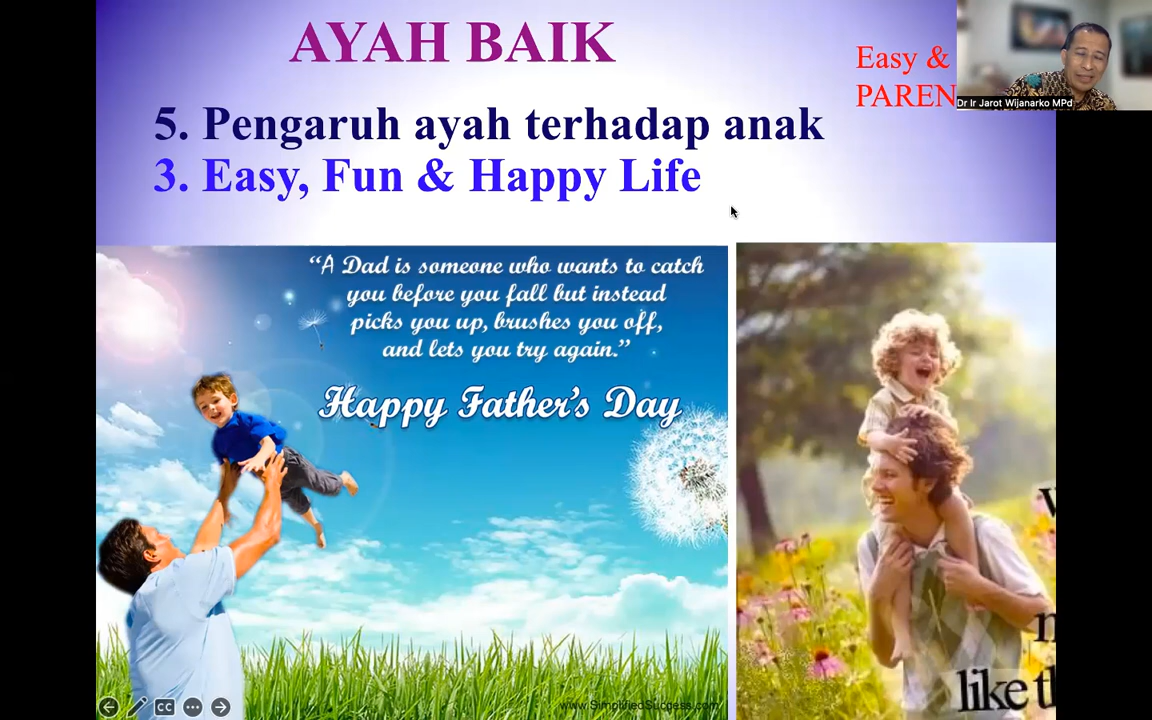 AYAH BAIK
Easy &
PAREN
Dr Ir Jarot Wijanarko MPd
5. Pengaruh ayah terhadap anak
3. Easy, Fun & Happy Life
“A Dad is someone who wants to catch
you before you fall but instead
picks you up, brushes you off,
and lets you try again.”
Happy Father's Day
like t
www.SimplifiedSuccess.com
CC